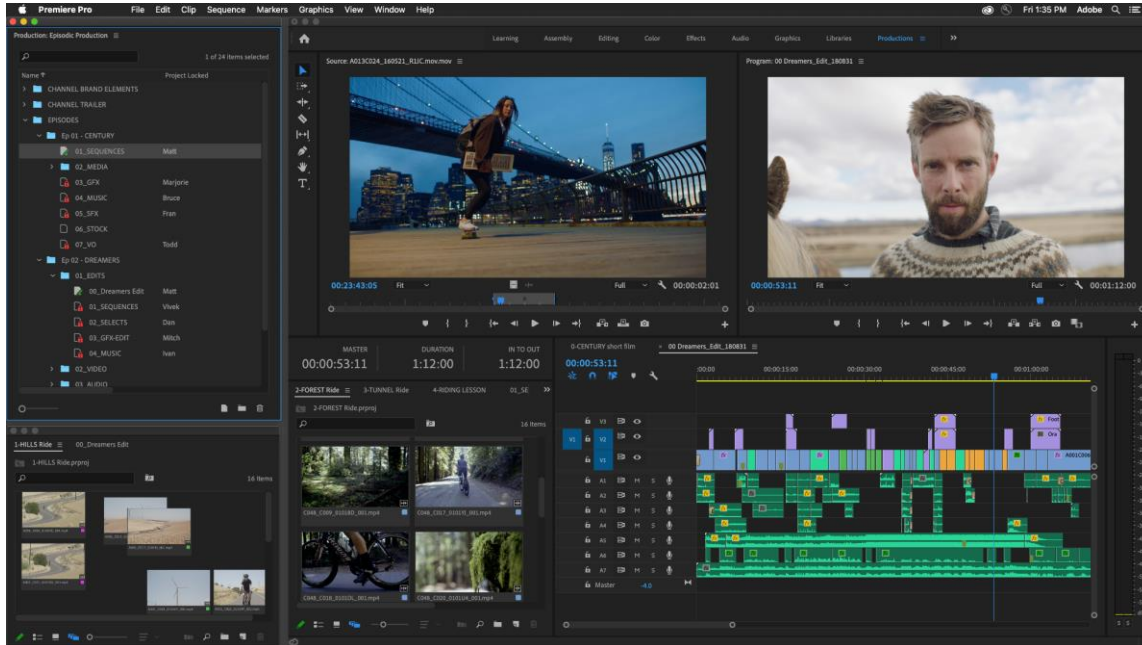 Premiere Pro File Edit Clip Sequence Markers Graphics View Window Help
Fri 1:35 PM Adobe
Production: Episodic Production
1 of 24 Items selected
Name Project Locked
CHANNEL BRAND ELEMENTS
CHANNEL TRAILER
EPISODES
Ep 01 - CENTURY
01_SEQUENCES Matt
02_MEDIA
03_GFX Marjorie
04_MUSIC Bruce
05_SFX Fran
06_STOCK
07_VO Todd
Ep 02 - DREAMERS
01_EDITS
00_Dreamers Edit Matt
01_SEQUENCES Vivek
02_SELECTS Dan
03_GFX-EDIT Mitch
04_MUSIC Ivan
02_VIDEO
03_AUDIO
1-HILLS Ride 00_Dreamers Edit
1-HILLS Ride.prproj
16 Items
Learning Assembly Editing Color Effects Audio Graphics Libraries Productions
Source: A013C024_160521_R1JC.mov.mov
00:23:43:05 Fit Full 00:00:02:01
Program: 00 Dreamers_Edit_180831
00:00:53:11 Fit Full 00:01:12:00
MASTER DURATION IN TO OUT
00:00:53:11 1:12:00 1:12:00
2-FOREST Ride 3-TUNNEL Ride 4-RIDING LESSON 01_SE
2-FOREST Ride.prproj
16 Items
0-CENTURY short film 00 Dreamers_Edit_180831
00:00:53:11
:00:00 00:00:15:00 00:00:30:00 00:00:45:00 00:01:00:00
V3 Foot
V1 V2 Gra
V1 A001C006
A1 M S
A2 M S
A3 M S
A4 M S
A5 M S
A6 M S
A7 M S
Master -4.0
S S